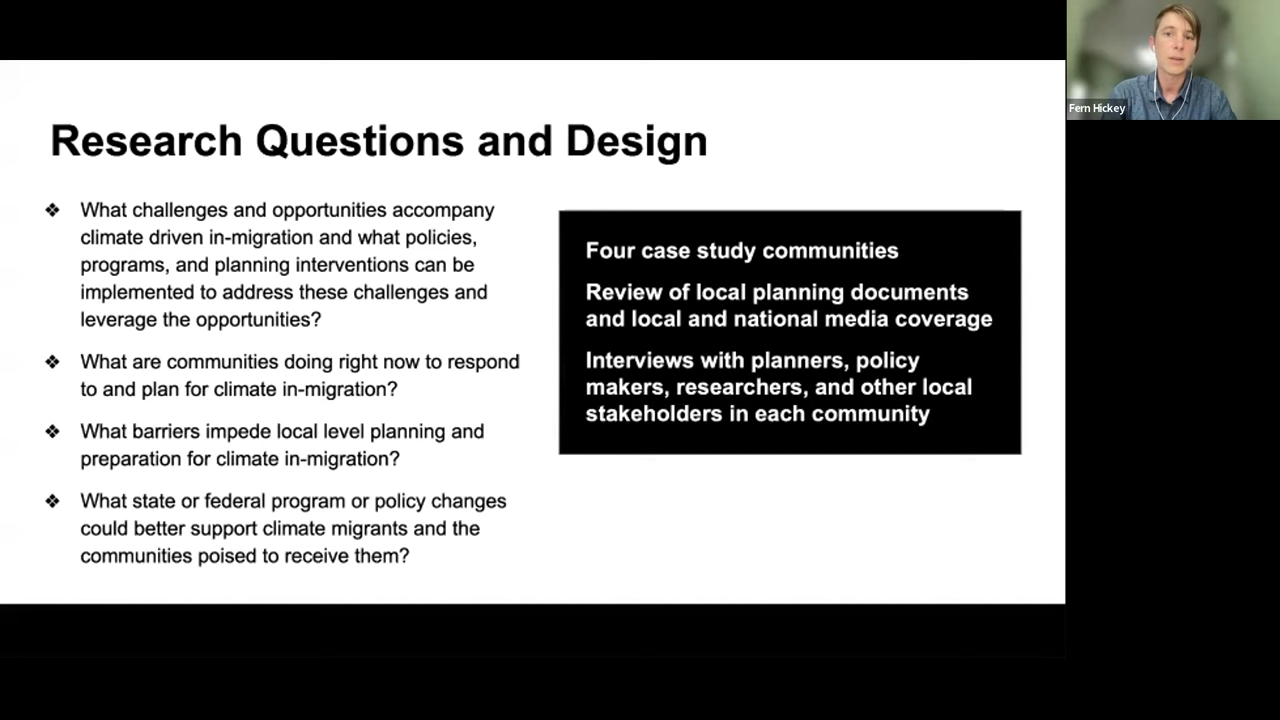 Research Questions and Design
❖ What challenges and opportunities accompany
climate driven in-migration and what policies,
programs, and planning interventions can be
implemented to address these challenges and
leverage the opportunities?
❖ What are communities doing right now to respond
to and plan for climate in-migration?
❖ What barriers impede local level planning and
preparation for climate in-migration?
❖ What state or federal program or policy changes
could better support climate migrants and the
communities poised to receive them?
Four case study communities
Review of local planning documents
and local and national media coverage
Interviews with planners, policy
makers, researchers, and other local
stakeholders in each community
Fern Hickey